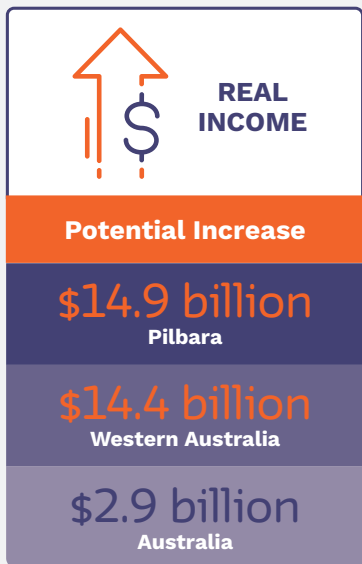 $
REAL
INCOME
Potential Increase
$14.9 billion
Pilbara
$14.4 billion
Western Australia
$2.9 billion
Australia